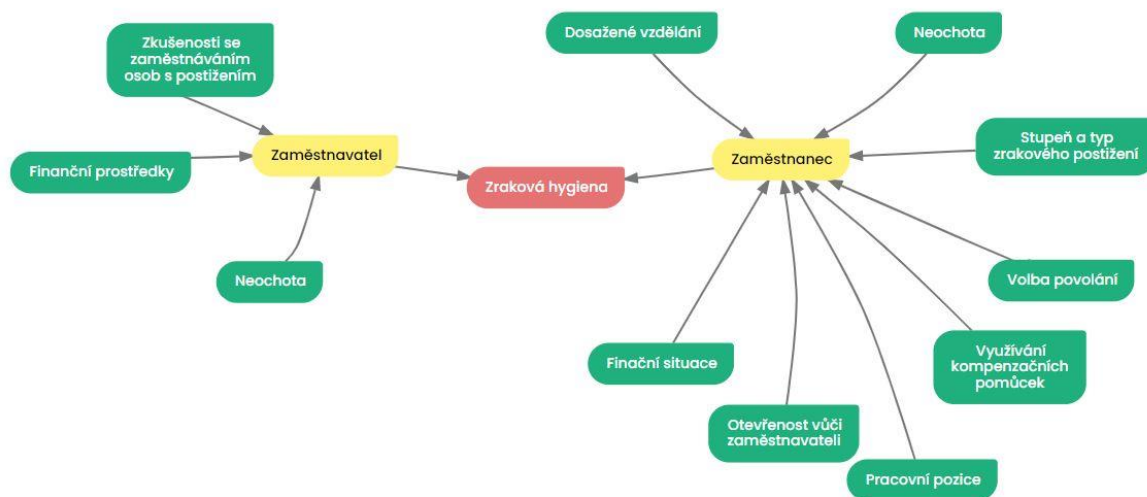 Zkušenosti se
zaměstnáváním
osob s postižením
Dosažené vzdělání
Neochota
Zaměstnavatel
Finanční prostředky
Zraková hygiena
Zaměstnanec
Stupeň a typ
zrakového postižení
Neochota
Volba povolání
Finační situace
Využívání
kompenzačních
pomůcek
Otevřenost vůči
zaměstnavateli
Pracovní pozice